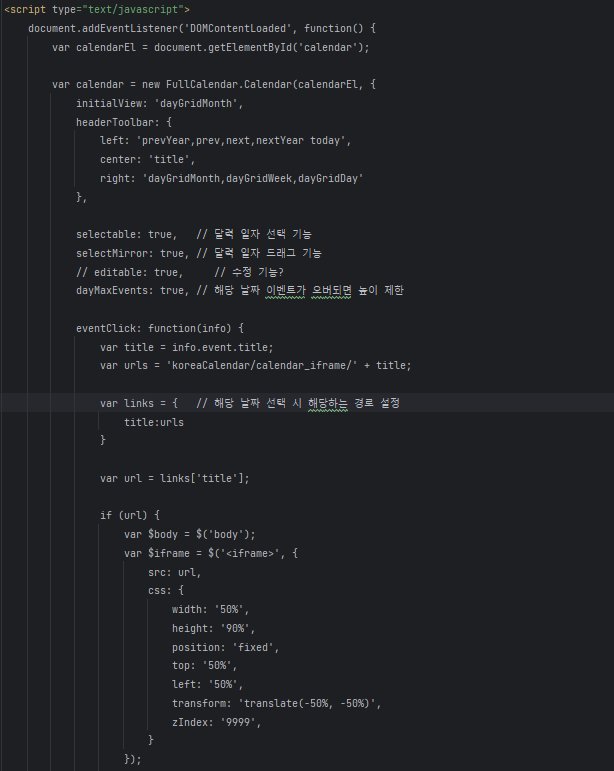 <script type="text/javascript">
    document.addEventListener('DOMContentLoaded', function() {
        var calendarEl = document.getElementById('calendar');

        var calendar = new FullCalendar.Calendar(calendarEl, {
            initialView: 'dayGridMonth',
            headerToolbar: {
                left: 'prevYear,prev,next,nextYear today',
                center: 'title',
                right: 'dayGridMonth,dayGridWeek,dayGridDay'
            },

            selectable: true,   // 달력 일자 선택 기능
            selectMirror: true, // 달력 일자 드래그 기능
            // editable: true,     // 수정 기능?
            dayMaxEvents: true, // 해당 날짜 이벤트가 오버되면 높이 제한

            eventClick: function(info) {
                var title = info.event.title;
                var urls = 'koreaCalendar/calendar_iframe/' + title;

                var links = {   // 해당 날짜 선택 시 해당하는 경로 설정
                    title:urls
                }

                var url = links['title'];

                if (url) {
                    var $body = $('body');
                    var $iframe = $('<iframe>', {
                        src: url,
                        css: {
                            width: '50%',
                            height: '90%',
                            position: 'fixed',
                            top: '50%',
                            left: '50%',
                            transform: 'translate(-50%, -50%)',
                            zIndex: '9999',
                        }
                    });